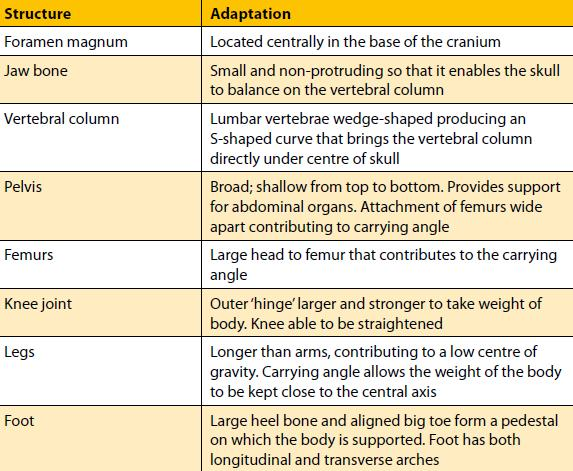 Structure Adaptation
Foramen magnum Located centrally in the base of the cranium
Jaw bone Small and non-protruding so that it enables the skull
to balance on the vertebral column
Vertebral column Lumbar vertebrae wedge-shaped producing an
S-shaped curve that brings the vertebral column
directly under centre of skull
Pelvis Broad; shallow from top to bottom. Provides support
for abdominal organs. Attachment of femurs wide
apart contributing to carrying angle
Femurs Large head to femur that contributes to the carrying
angle
Knee joint Outer ‘hinge’ larger and stronger to take weight of
body. Knee able to be straightened
Legs Longer than arms, contributing to a low centre of
gravity. Carrying angle allows the weight of the body
to be kept close to the central axis
Foot Large heel bone and aligned big toe form a pedestal
on which the body is supported. Foot has both
longitudinal and transverse arches